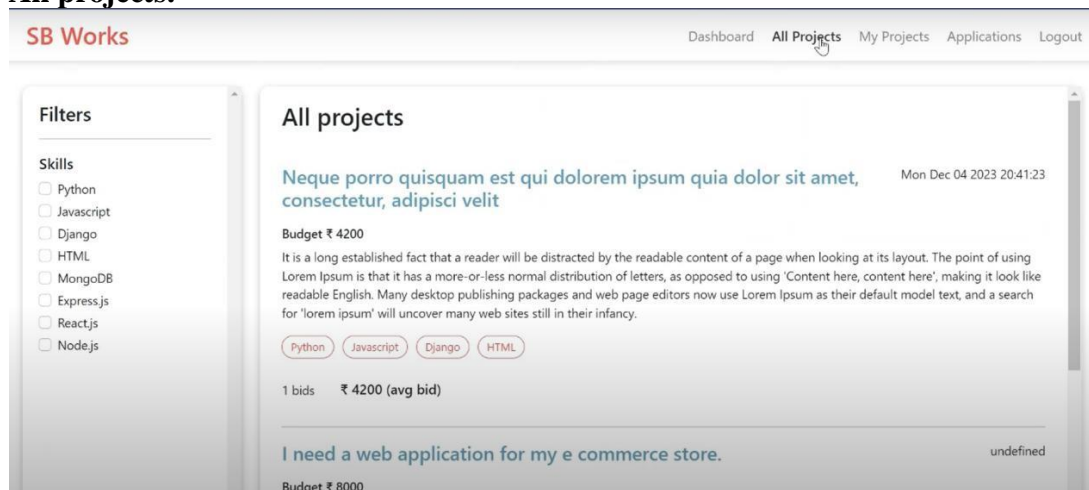 All projects.
SB Works
Dashboard All Projects My Projects Applications Logout
Filters
Skills
Python
Javascript
Django
HTML
MongoDB
Express.js
React.js
Node.js
All projects
Neque porro quisquam est qui dolorem ipsum quia dolor sit amet,
consectetur, adipisci velit
Mon Dec 04 2023 20:41:23
Budget ₹ 4200
It is a long established fact that a reader will be distracted by the readable content of a page when looking at its layout. The point of using
Lorem Ipsum is that it has a more-or-less normal distribution of letters, as opposed to using 'Content here, content here', making it look like
readable English. Many desktop publishing packages and web page editors now use Lorem Ipsum as their default model text, and a search
for 'lorem ipsum' will uncover many web sites still in their infancy.
Python Javascript Django HTML
1 bids ₹ 4200 (avg bid)
I need a web application for my e commerce store.
undefined
Budget ₹ 8000